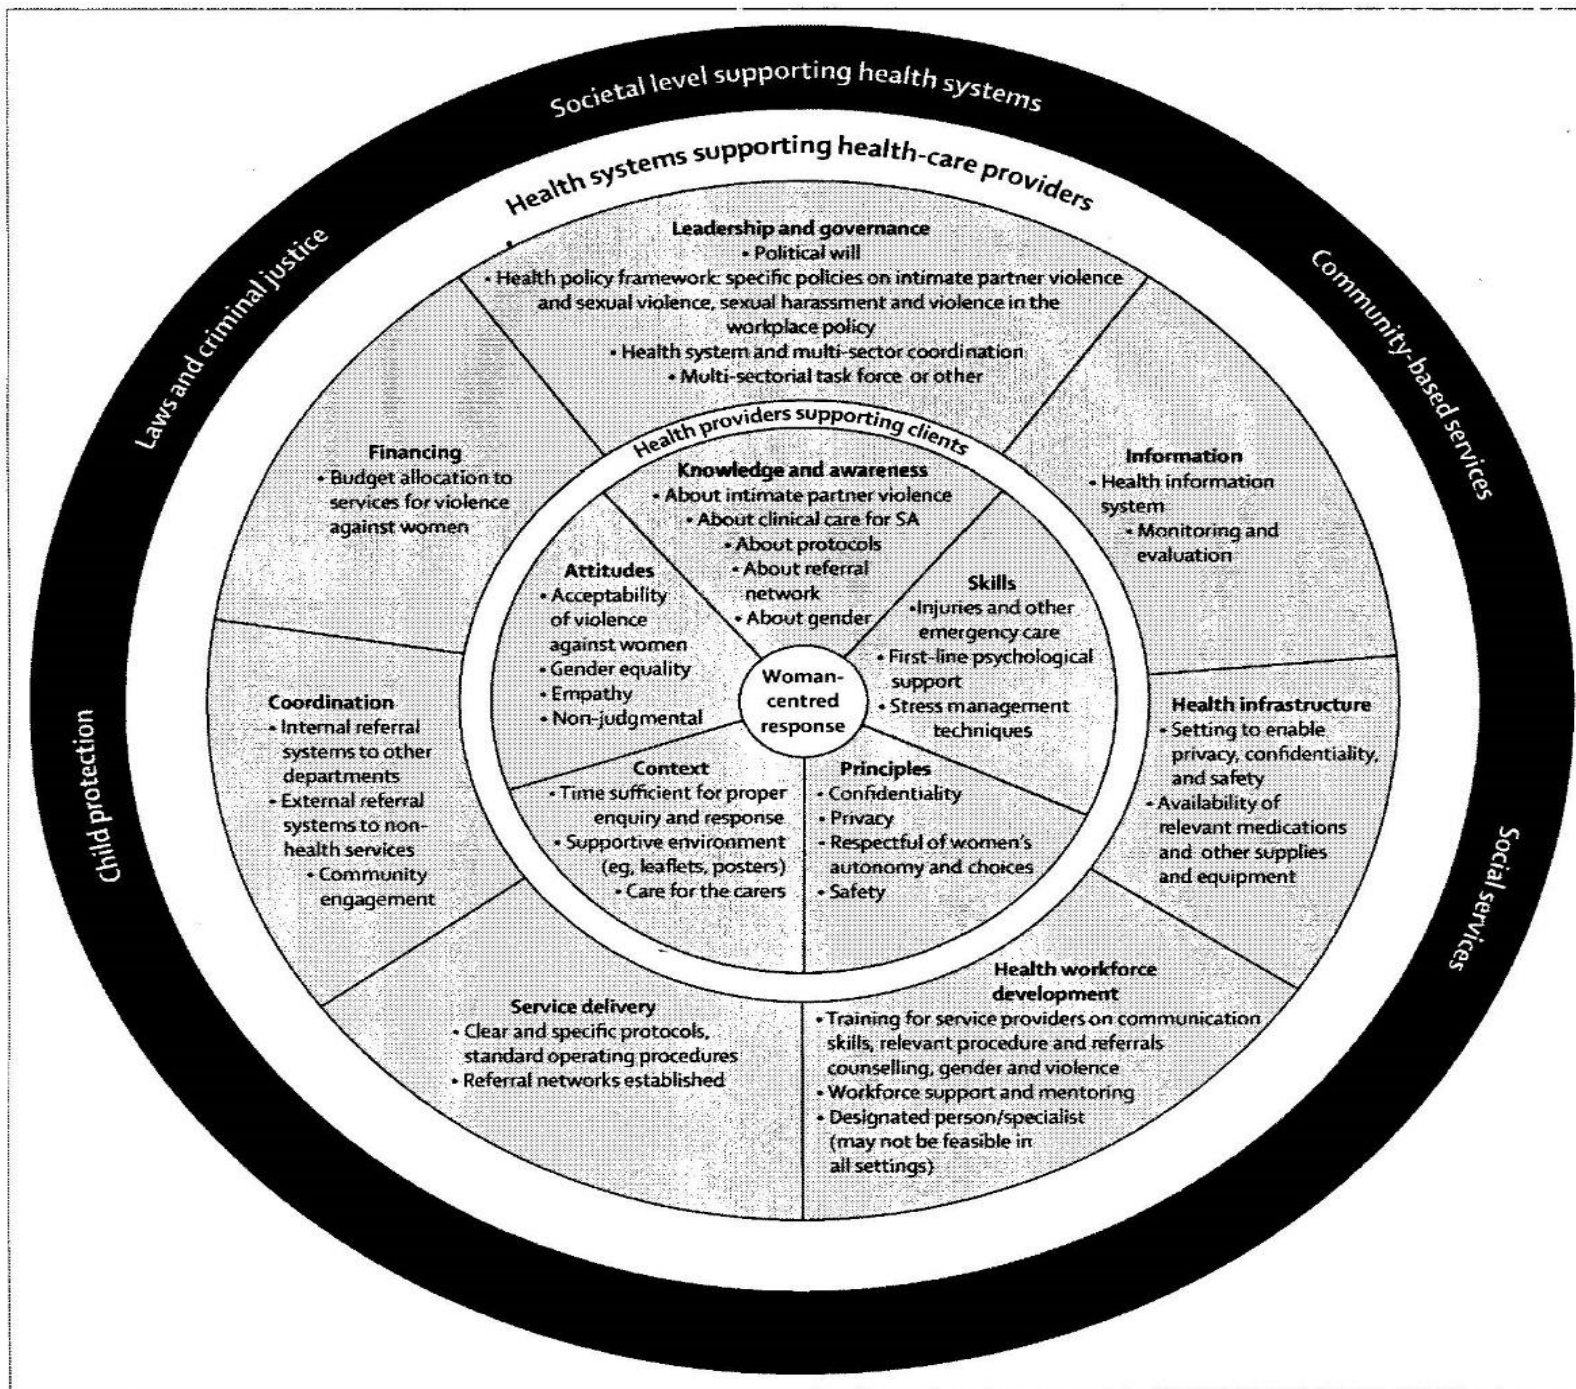 Societal level supporting health systems
Health systems supporting health-care providers
Laws and criminal justice
Community-based services
Child protection
Social services
Leadership and governance
• Political will
• Health policy framework: specific policies on intimate partner violence
and sexual violence, sexual harassment and violence in the
workplace policy
• Health system and multi-sector coordination
• Multi-sectorial task force or other
Financing
• Budget allocation to
services for violence
against women
Information
• Health information
system
• Monitoring and
evaluation
Coordination
• Internal referral
systems to other
departments
• External referral
systems to non-
health services
• Community
engagement
Health infrastructure
• Setting to enable
privacy, confidentiality,
and safety
• Availability of
relevant medications
and other supplies
and equipment
Service delivery
• Clear and specific protocols,
standard operating procedures
• Referral networks established
Health workforce
development
• Training for service providers on communication
skills, relevant procedure and referrals
counselling, gender and violence
• Workforce support and mentoring
• Designated person/specialist
(may not be feasible in
all settings)
Health providers supporting clients
Knowledge and awareness
• About intimate partner violence
• About clinical care for SA
• About protocols
• About referral
network
• About gender
Attitudes
• Acceptability
of violence
against women
• Gender equality
• Empathy
• Non-judgmental
Skills
• Injuries and other
emergency care
• First-line psychological
support
• Stress management
techniques
Woman-
centred
response
Context
• Time sufficient for proper
enquiry and response
• Supportive environment
(eg, leaflets, posters)
• Care for the carers
Principles
• Confidentiality
• Privacy
• Respectful of women's
autonomy and choices
• Safety